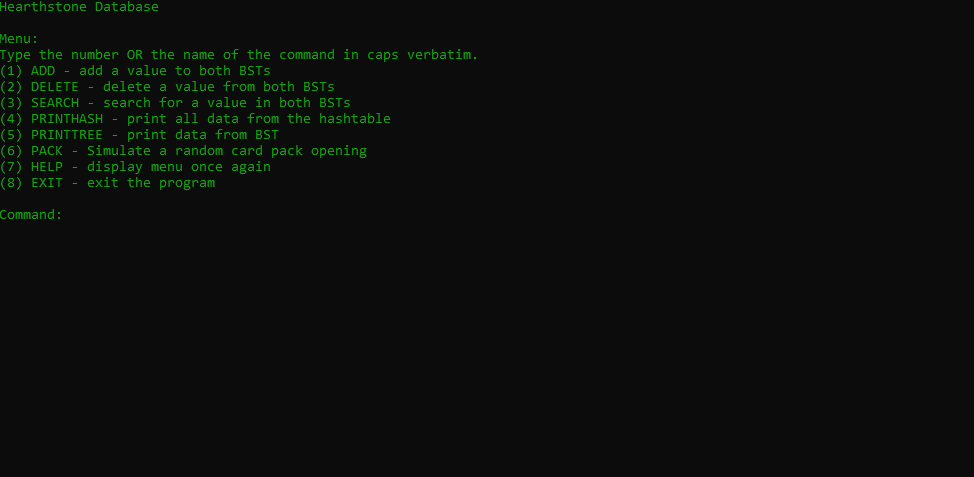 Hearthstone Database
Menu:
Type the number OR the name of the command in caps verbatim.
(1) ADD - add a value to both BSTs
(2) DELETE - delete a value from both BSTs
(3) SEARCH - search for a value in both BSTs
(4) PRINTHASH - print all data from the hashtable
(5) PRINTTREE - print data from BST
(6) PACK - Simulate a random card pack opening
(7) HELP - display menu once again
(8) EXIT - exit the program
Command: